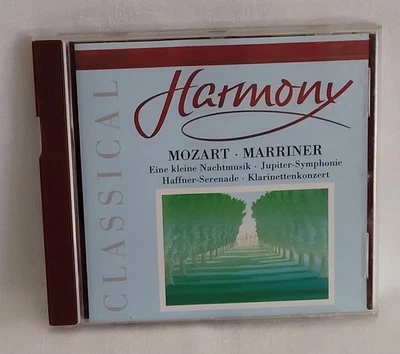 CLASSICAL
Harmony
MOZART · MARRINER
Eine kleine Nachtmusik · Jupiter-Symphonie
Haffner-Serenade · Klarinettenkonzert